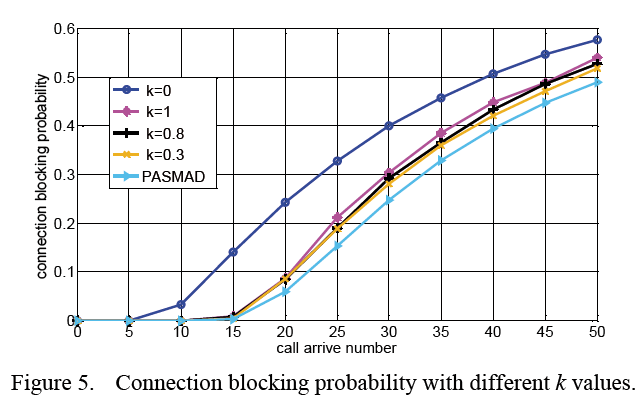 0.6
0.5
0.4
0.3
0.2
0.1
0
connection blocking probability
k=0
k=1
k=0.8
k=0.3
PASMAD
0 5 10 15 20 25 30 35 40 45 50
call arrive number
Figure 5. Connection blocking probability with different k values.